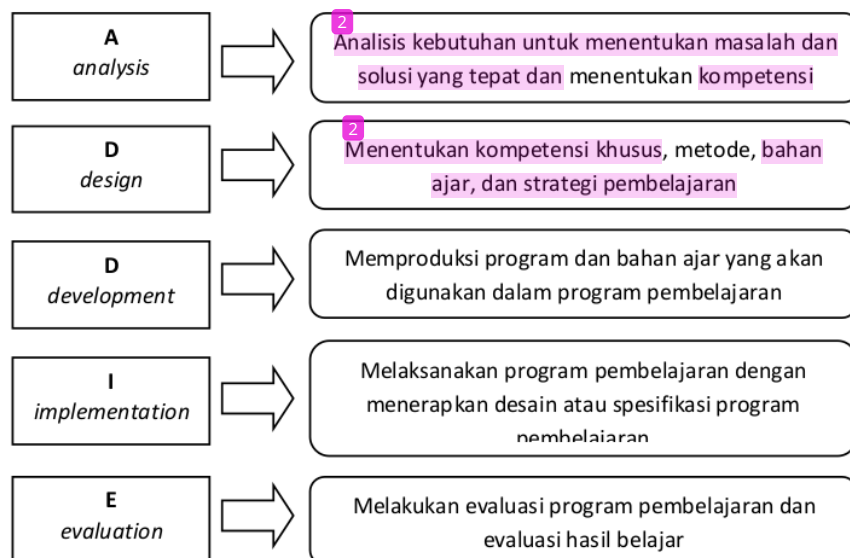 A
analysis
2
Analisis kebutuhan untuk menentukan masalah dan
solusi yang tepat dan menentukan kompetensi
D
design
2
Menentukan kompetensi khusus, metode, bahan
ajar, dan strategi pembelajaran
D
development
Memproduksi program dan bahan ajar yang akan
digunakan dalam program pembelajaran
I
implementation
Melaksanakan program pembelajaran dengan
menerapkan desain atau spesifikasi program
pembelajaran
E
evaluation
Melakukan evaluasi program pembelajaran dan
evaluasi hasil belajar